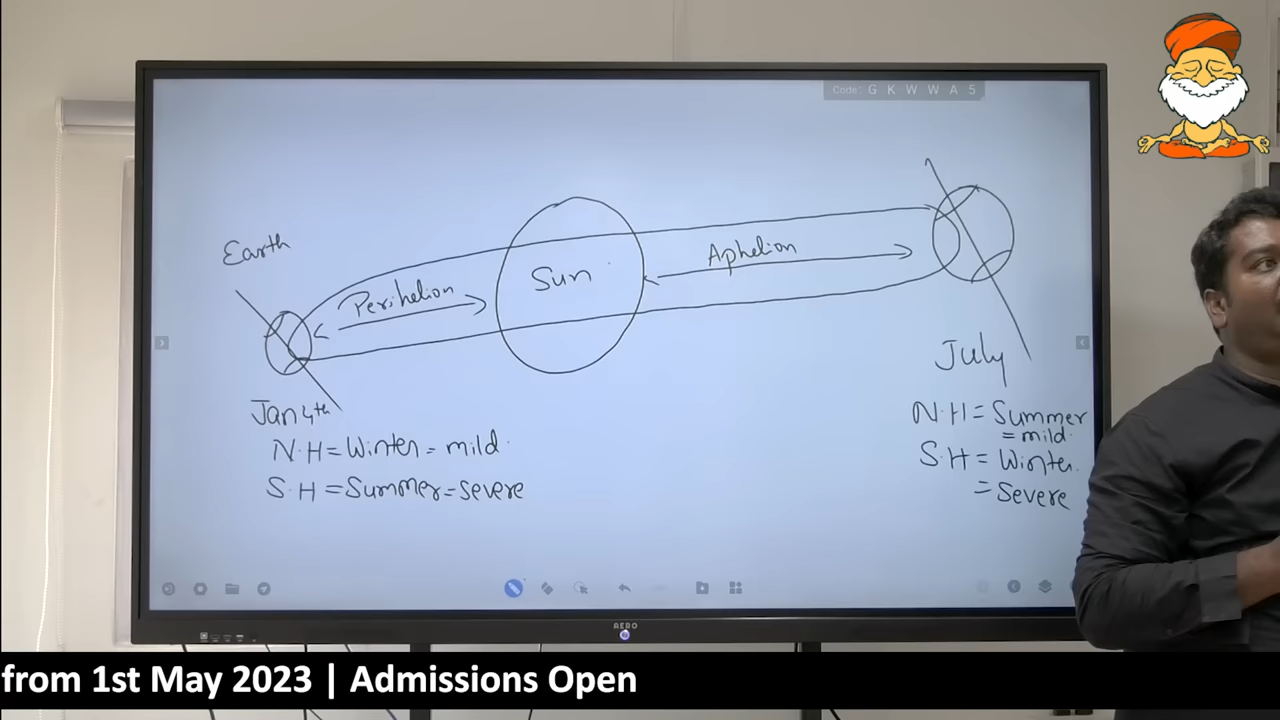 Code: G K W W A 5
Earth
Perihelion
Sun
Aphelion
Jan 4th
N.H = Winter = mild.
S.H = Summer = Severe
July
N.H = Summer
= mild.
S.H = Winter.
= Severe
AERO
from 1st May 2023 | Admissions Open